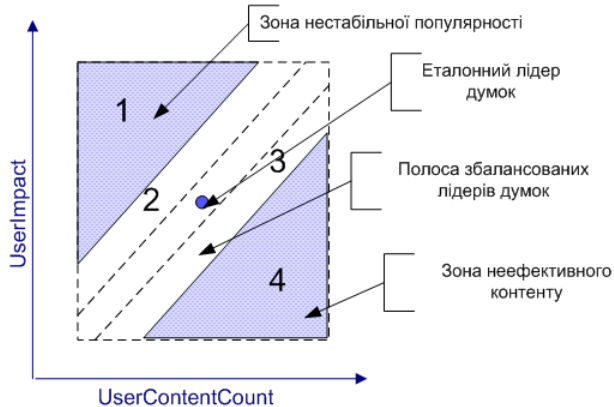 Зона нестабільної популярності
Еталонний лідер
думок
1
3
Полоса збалансованих
лідерів думок
2
4
Зона неефективного
контенту
UserImpact
UserContentCount